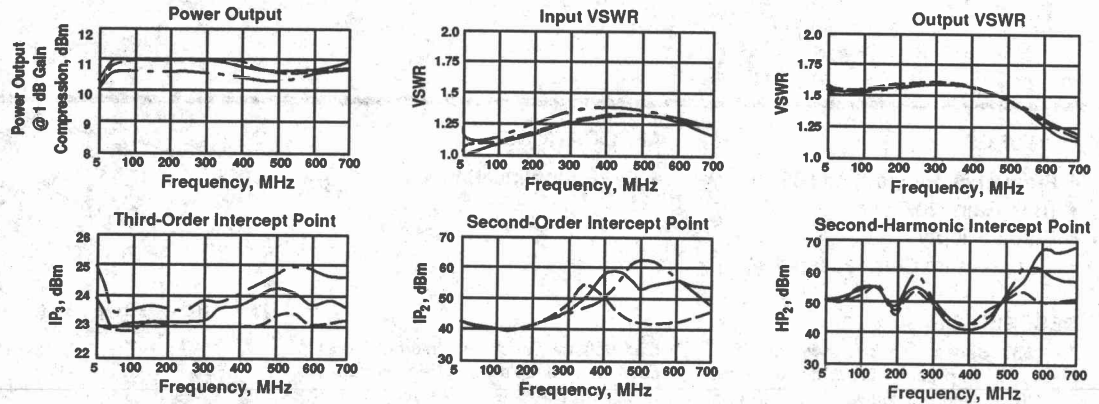 Power Output
Power Output
@ 1 dB Gain
Compression, dBm
12
11
10
9
8
5 100 200 300 400 500 600 700
Frequency, MHz
Input VSWR
VSWR
2.0
1.75
1.5
1.25
1.0
5 100 200 300 400 500 600 700
Frequency, MHz
Output VSWR
VSWR
2.0
1.75
1.5
1.25
1.0
5 100 200 300 400 500 600 700
Frequency, MHz
Third-Order Intercept Point
IP3, dBm
26
25
24
23
22
5 100 200 300 400 500 600 700
Frequency, MHz
Second-Order Intercept Point
IP2, dBm
70
60
50
40
30
5 100 200 300 400 500 600 700
Frequency, MHz
Second-Harmonic Intercept Point
HP2, dBm
70
60
50
40
30
5 100 200 300 400 500 600 700
Frequency, MHz